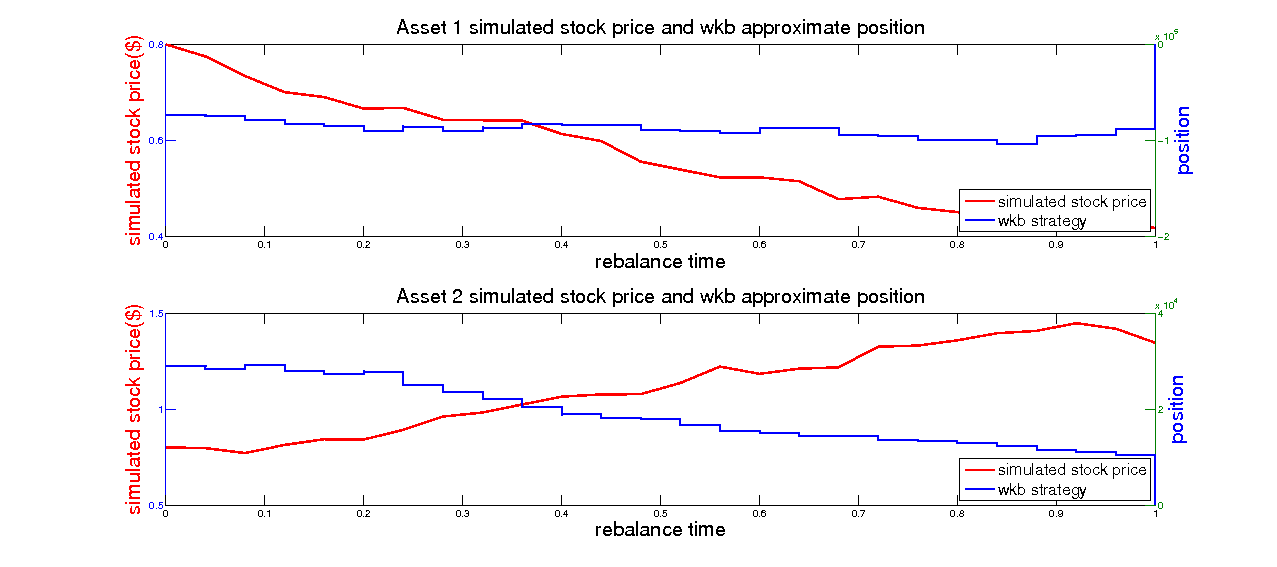 Asset 1 simulated stock price and wkb approximate position
x 10^5
simulated stock price($)
0.8
0.6
0.4
0
-1
-2
position
simulated stock price
wkb strategy
0 0.1 0.2 0.3 0.4 0.5 0.6 0.7 0.8 0.9 1
rebalance time
Asset 2 simulated stock price and wkb approximate position
x 10^4
simulated stock price($)
1.5
1
0.5
4
2
0
position
simulated stock price
wkb strategy
0 0.1 0.2 0.3 0.4 0.5 0.6 0.7 0.8 0.9 1
rebalance time